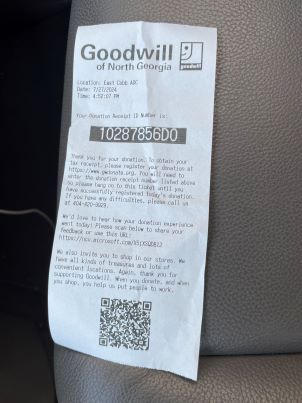 Goodwill
of North Georgia
goodwill
Location: East Cobb ADC
Date: 7/27/2024
Time: 4:52:07 PM
Your Donation Receipt ID Number is:
10287856DO
Thank you for your donation. To obtain your
tax receipt, please register your donation at
https://www.gwtonate.org. You will need to
enter the donation receipt number listed above
so please hang on to this ticket until you
have successfully registered today's donation.
If you have any difficulties, please call us
at
We'd love to hear how your donation experience
went today! Please scan below to share your
feedback or use this URL:
We also invite you to shop in our stores. We
have all kinds of treasures and lots of
convenient locations. Again, thank you for
supporting Goodwill. When you donate, and when
you shop, you help us put people to work.